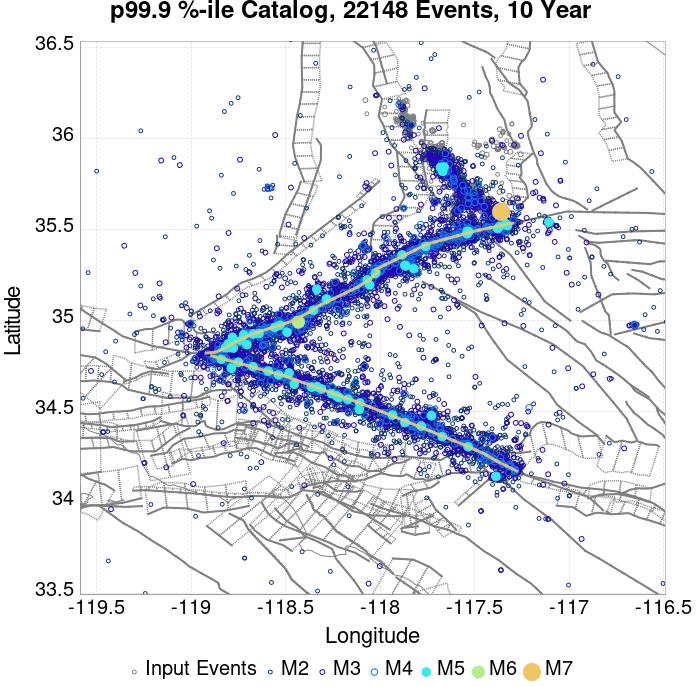 p99.9 %-ile Catalog, 22148 Events, 10 Year
36.5
36
35.5
35
34.5
34
33.5
Latitude
-119.5 -119 -118.5 -118 -117.5 -117 -116.5
Longitude
Input Events M2 M3 M4 M5 M6 M7